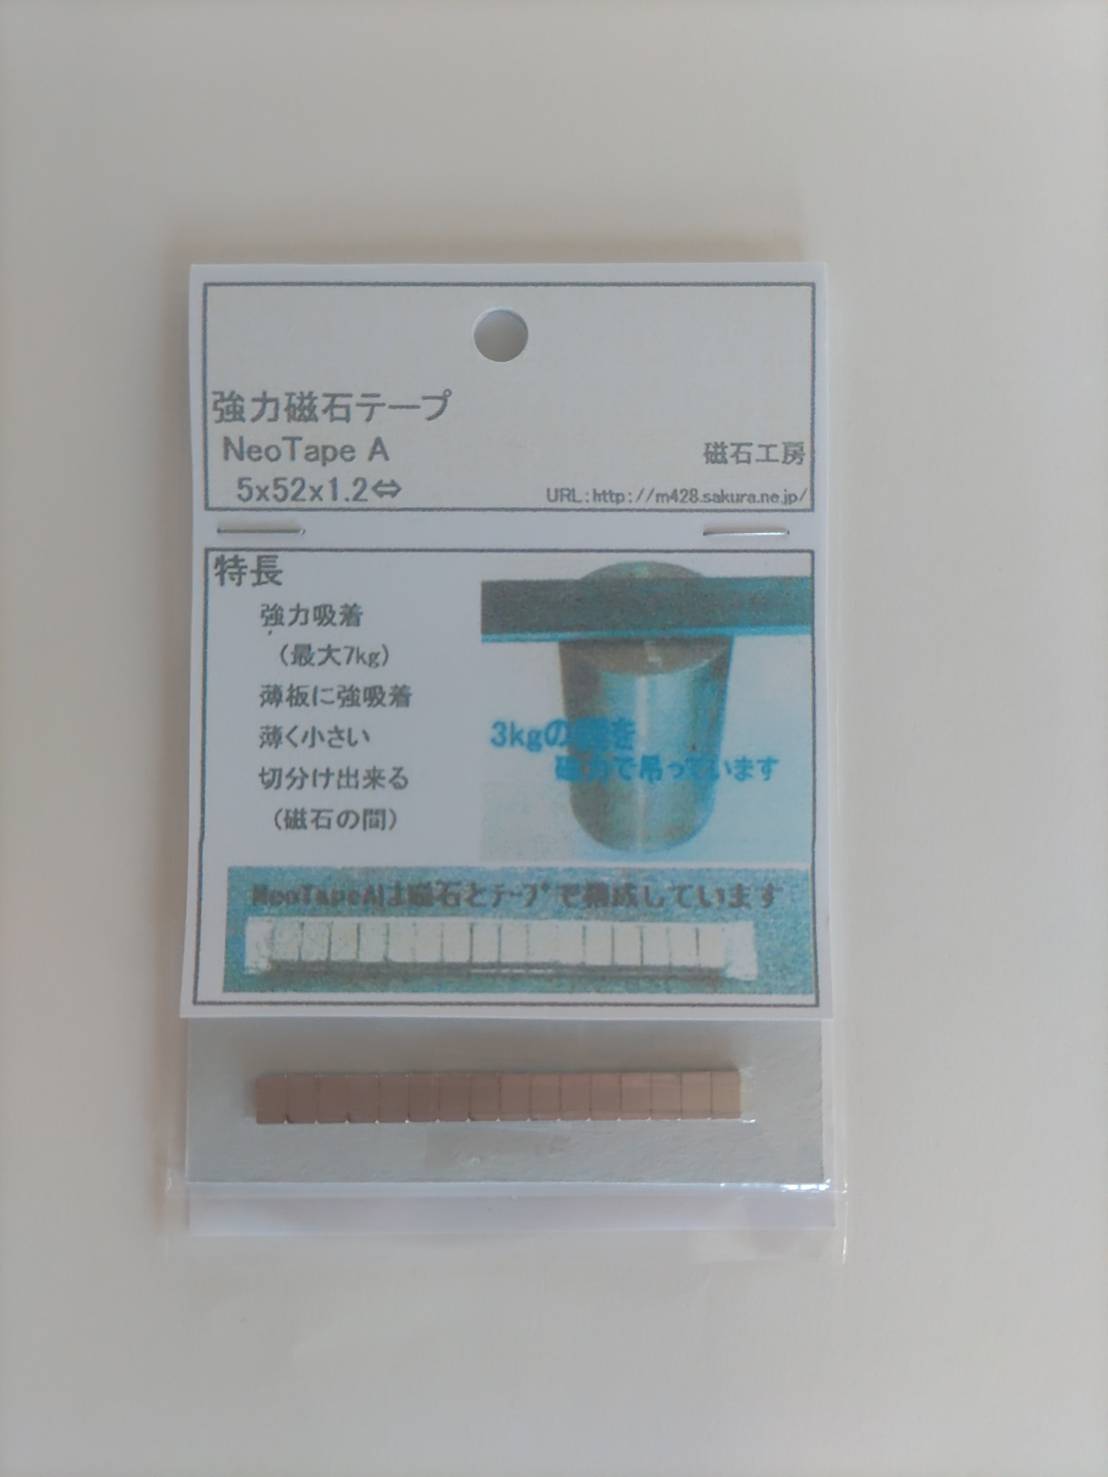 強力磁石テープ
NeoTape A
5x52x1.2⇔
磁石工房
URL:http://m428.sakura.ne.jp/
特長
強力吸着
(最大7kg)
薄板に強吸着
薄く小さい
切分け出来る
(磁石の間)
3kgの を
磁力で吊っています
NeoTapeAは磁石とﾃｰﾌﾟで構成しています